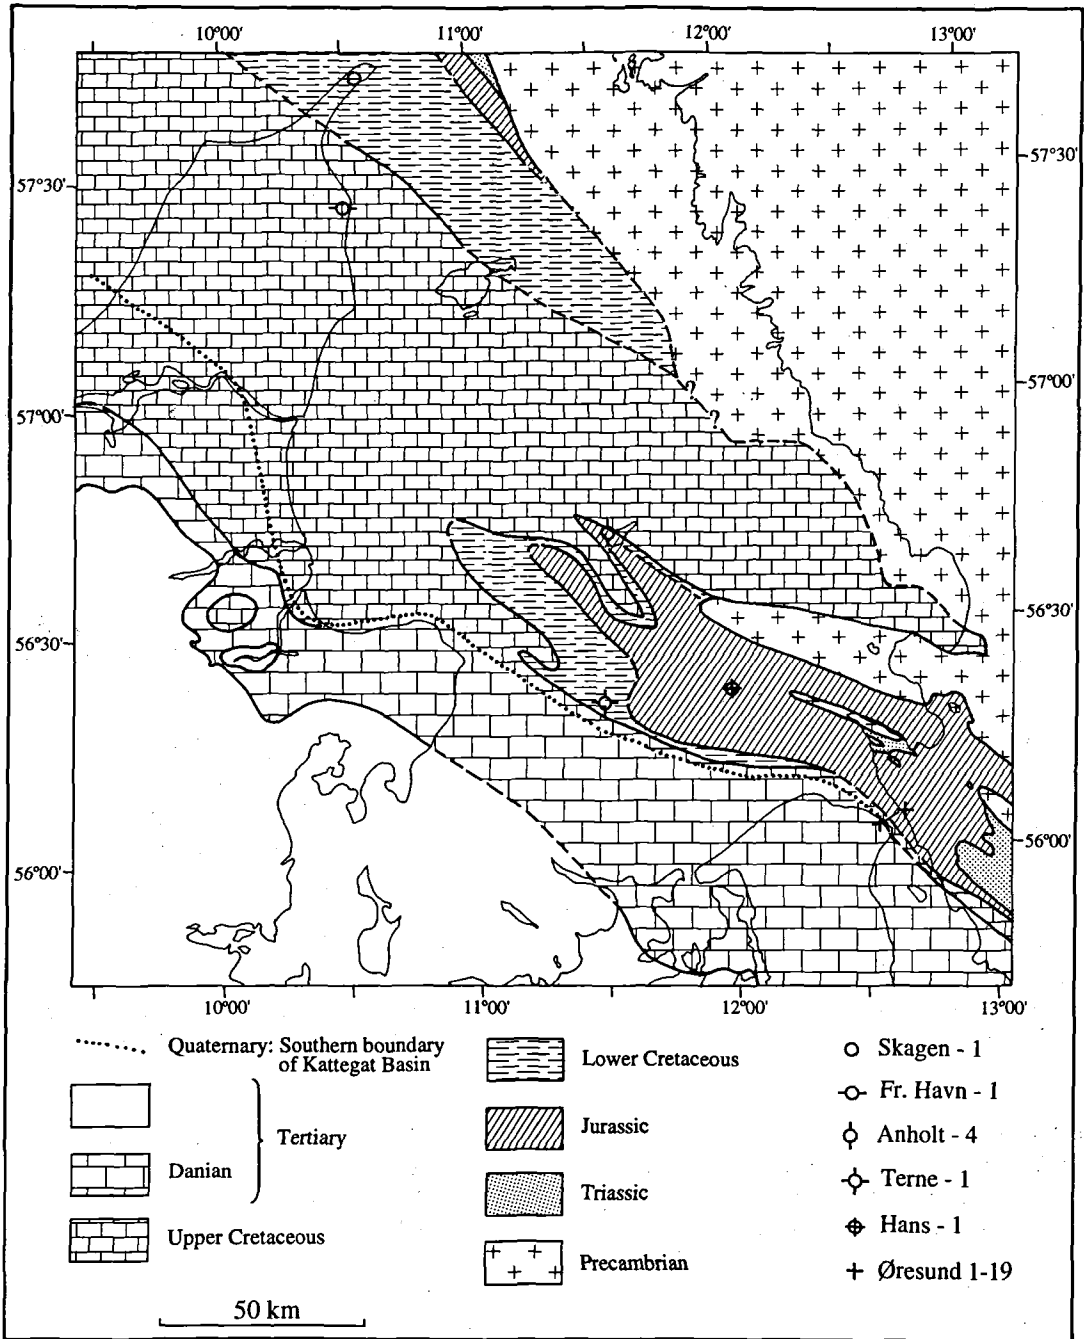 10°00' 11°00' 12°00' 13°00'
57°30' 57°30'
57°00' 57°00'
? ?
56°30' 56°30'
56°00' 56°00'
10°00' 11°00' 12°00' 13°00'
Quaternary: Southern boundary
of Kattegat Basin
Tertiary
Danian
Upper Cretaceous
50 km
Lower Cretaceous
Jurassic
Triassic
Precambrian
Skagen - 1
Fr. Havn - 1
Anholt - 4
Terne - 1
Hans - 1
Øresund 1-19